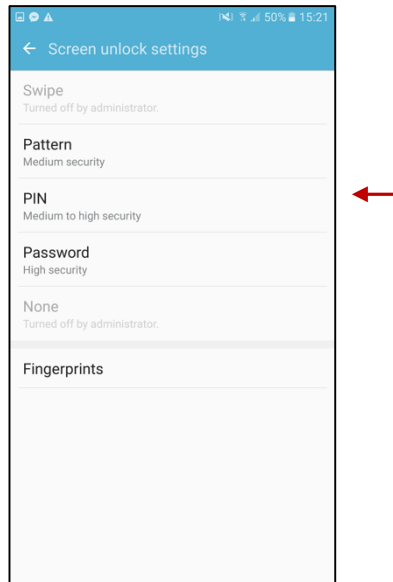 50% 15:21
Screen unlock settings
Swipe
Turned off by administrator.
Pattern
Medium security
PIN
Medium to high security
Password
High security
None
Turned off by administrator.
Fingerprints